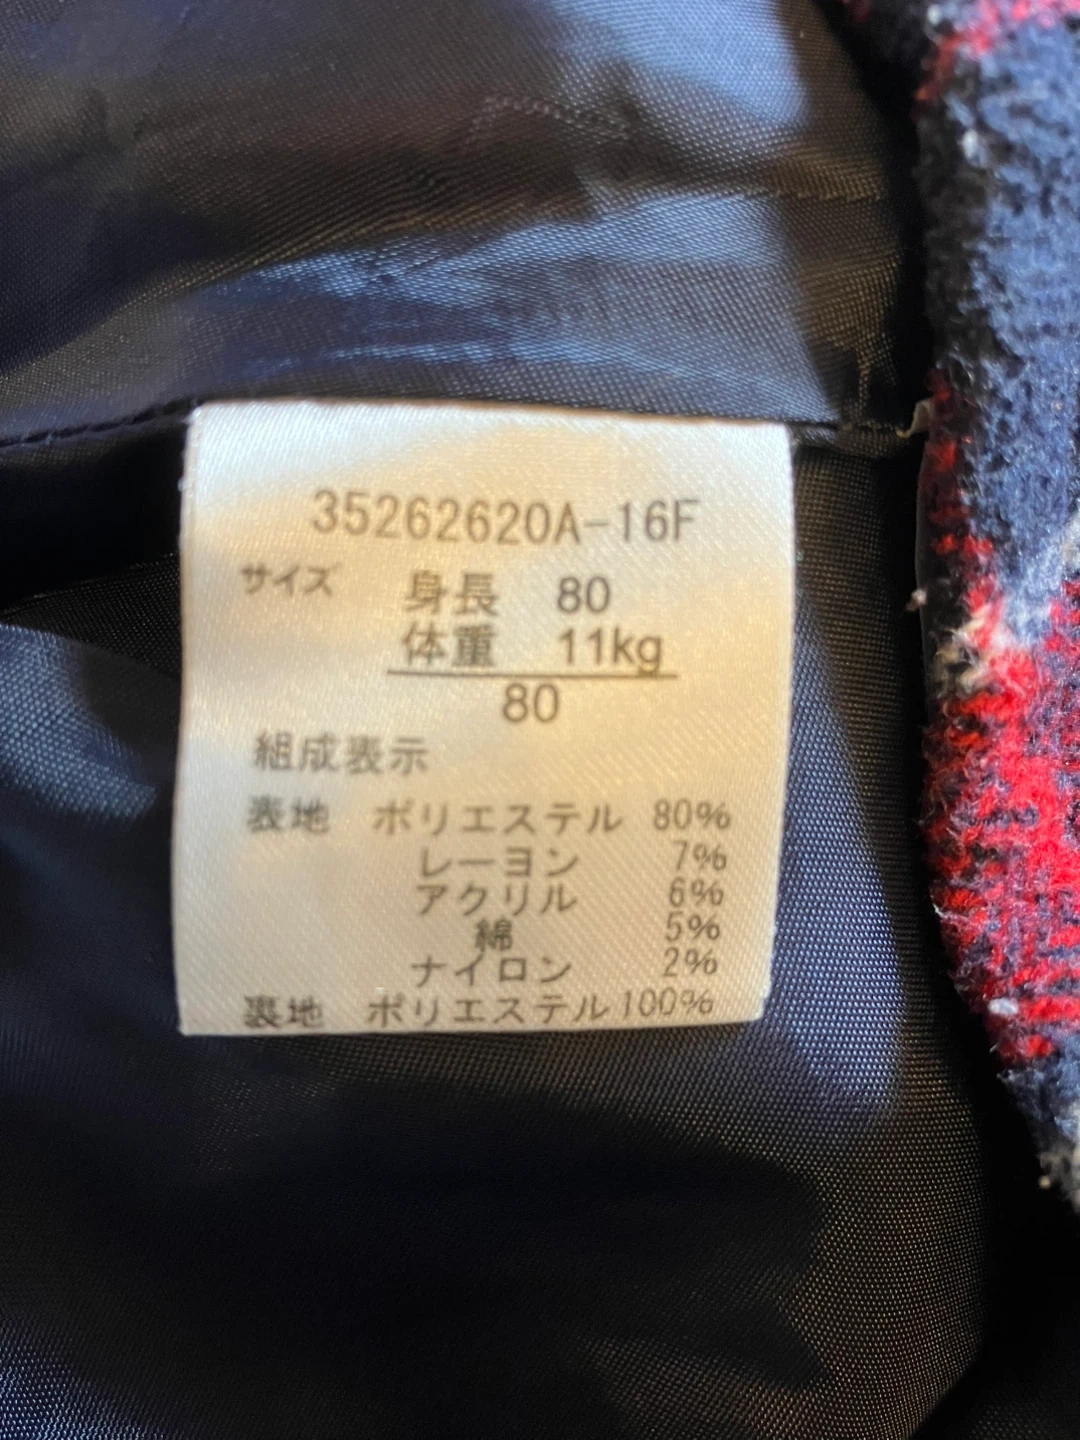 35262620A-16F
サイズ 身長 80
体重 11kg
80
組成表示
表地 ポリエステル 80%
レーヨン 7%
アクリル 6%
綿 5%
ナイロン 2%
裏地 ポリエステル 100%